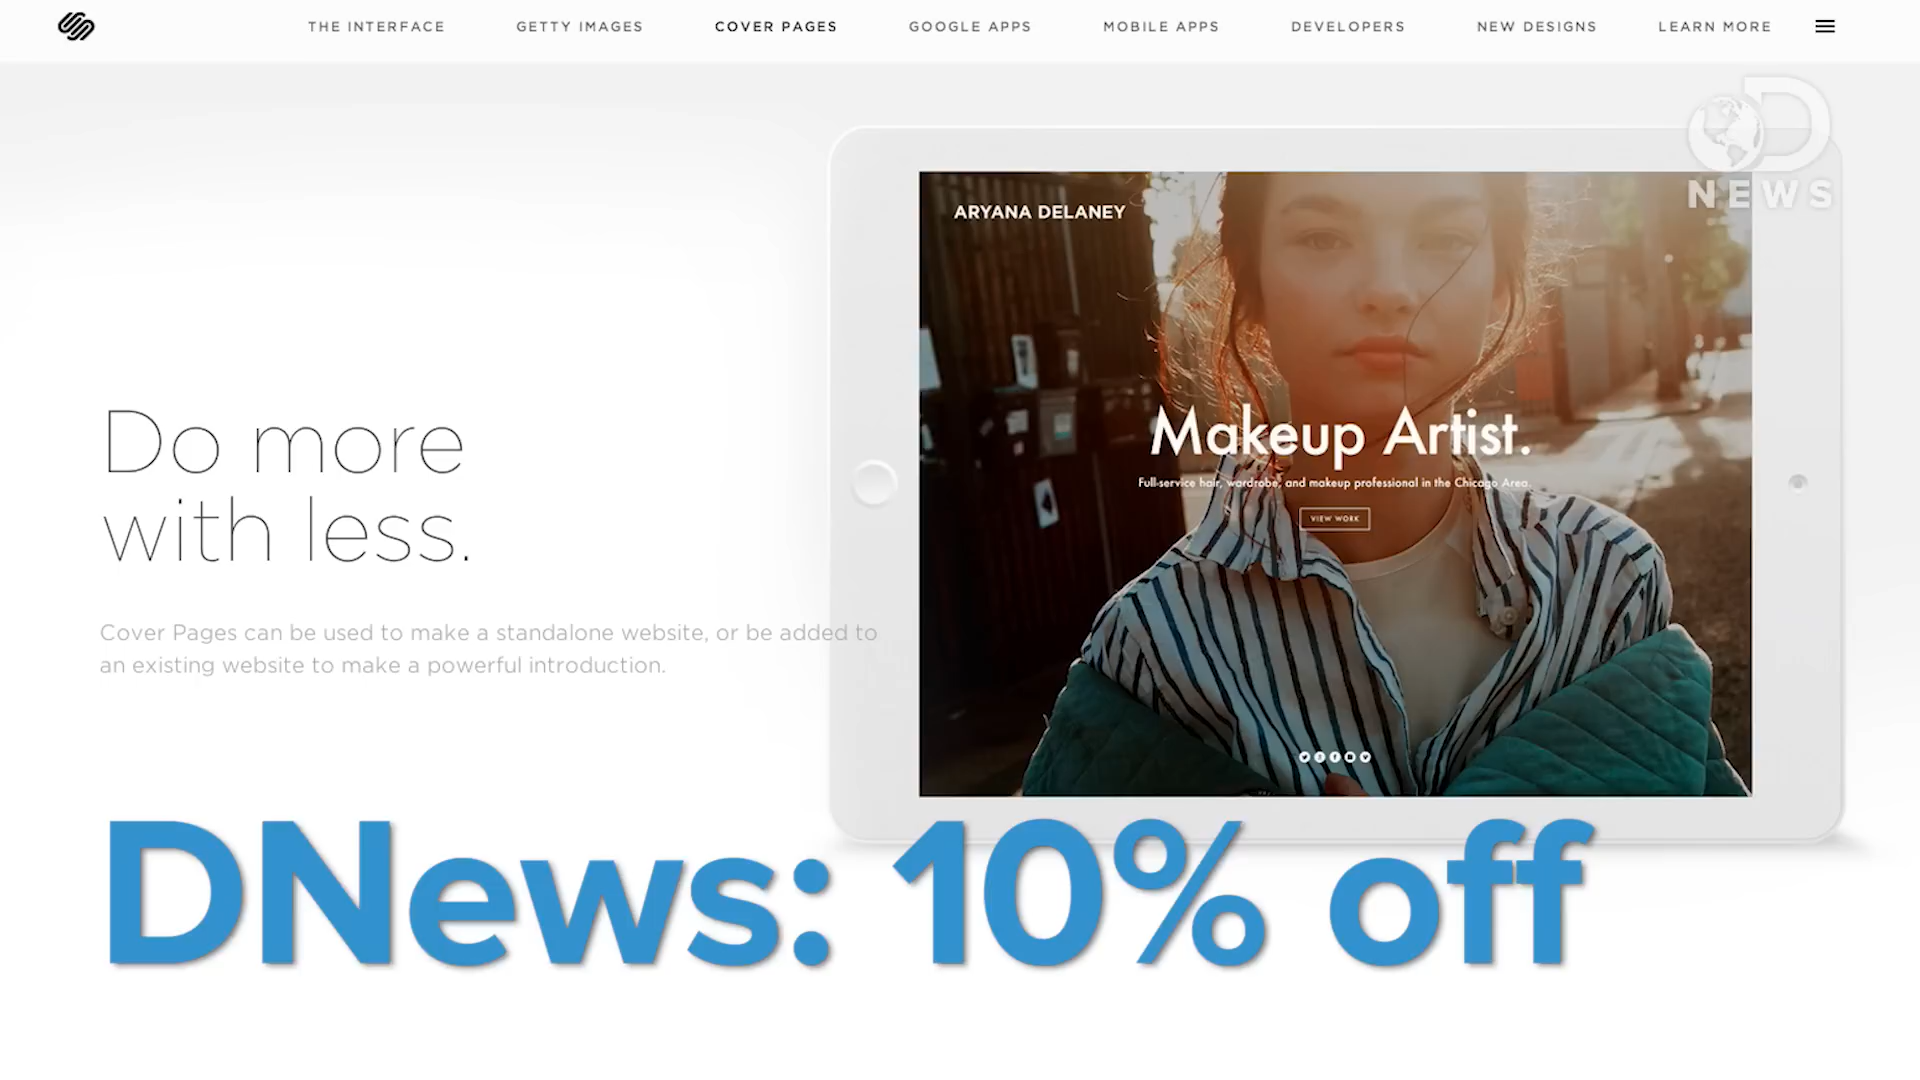 THE INTERFACE GETTY IMAGES COVER PAGES GOOGLE APPS MOBILE APPS DEVELOPERS NEW DESIGNS LEARN MORE
D
NEWS
ARYANA DELANEY
Makeup Artist.
Full-service hair, wardrobe, and makeup professional in the Chicago Area.
VIEW WORK
Do more
with less.
Cover Pages can be used to make a standalone website, or be added to
an existing website to make a powerful introduction.
DNews: 10% off